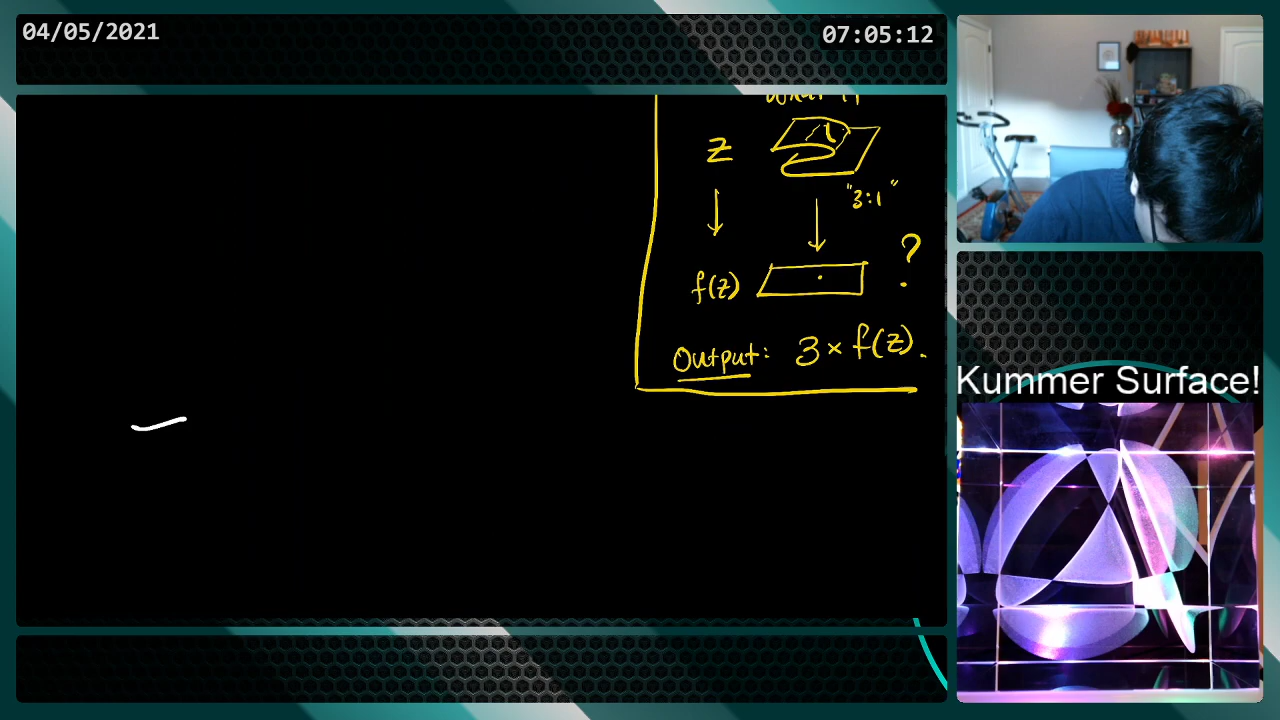 04/05/2021
07:05:12
z
"3:1"
f(z)
?
Output: 3 × f(z).
Kummer Surface!